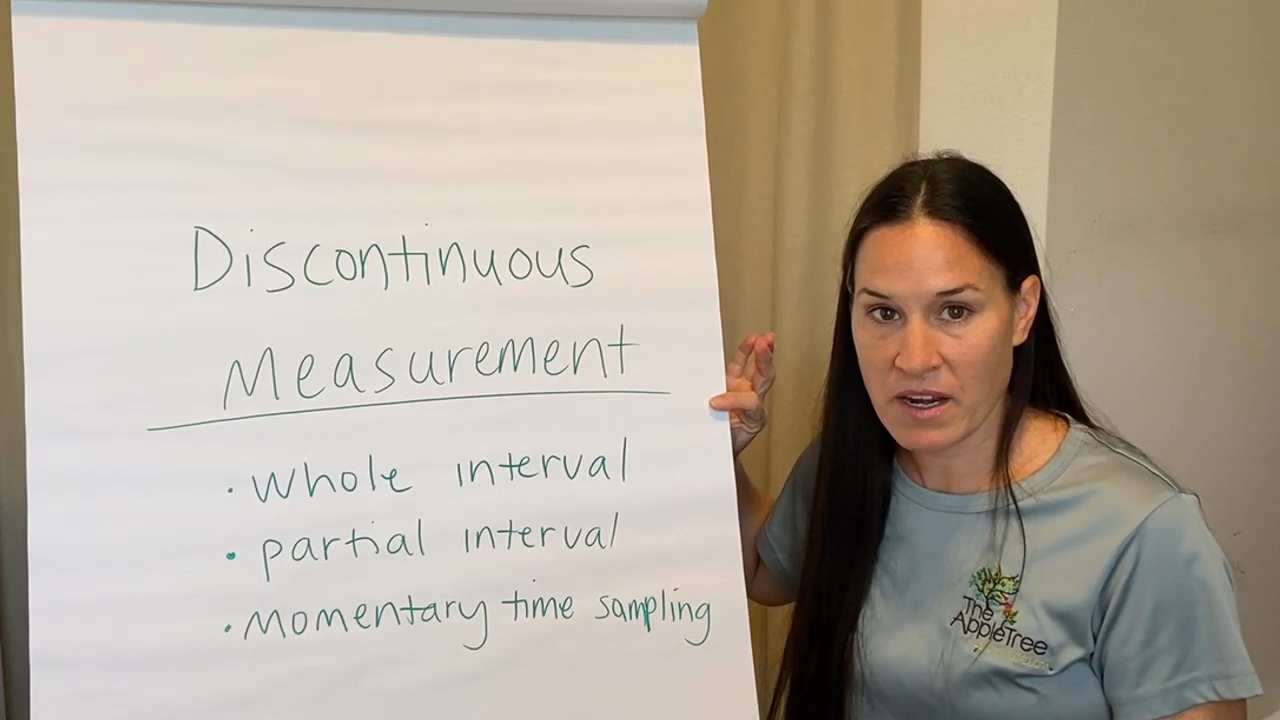 Discontinuous
Measurement
• whole interval
• partial interval
• momentary time sampling
The
AppleTree